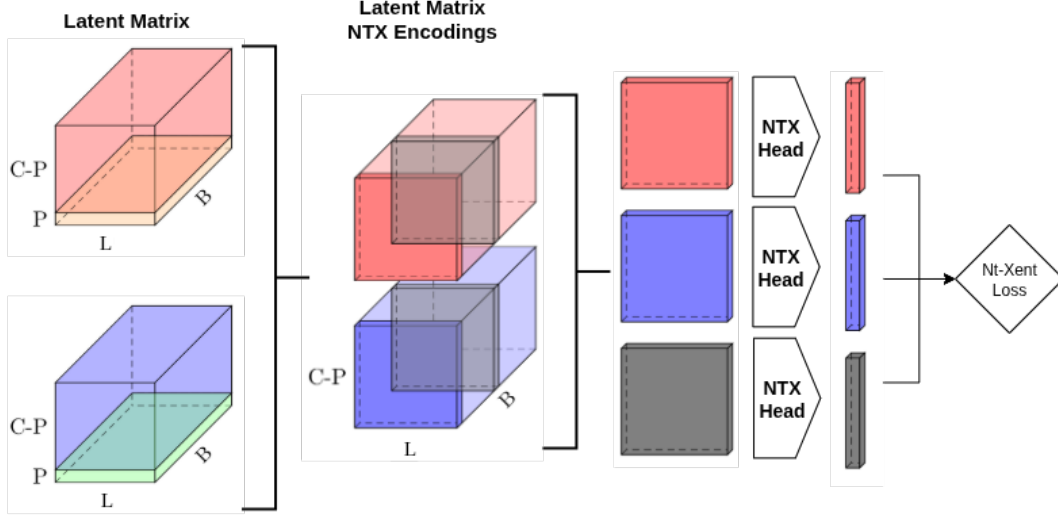 Latent Matrix
C-P
P
L
B
C-P
P
L
B
Latent Matrix
NTX Encodings
C-P
L
B
NTX
Head
NTX
Head
NTX
Head
Nt-Xent
Loss